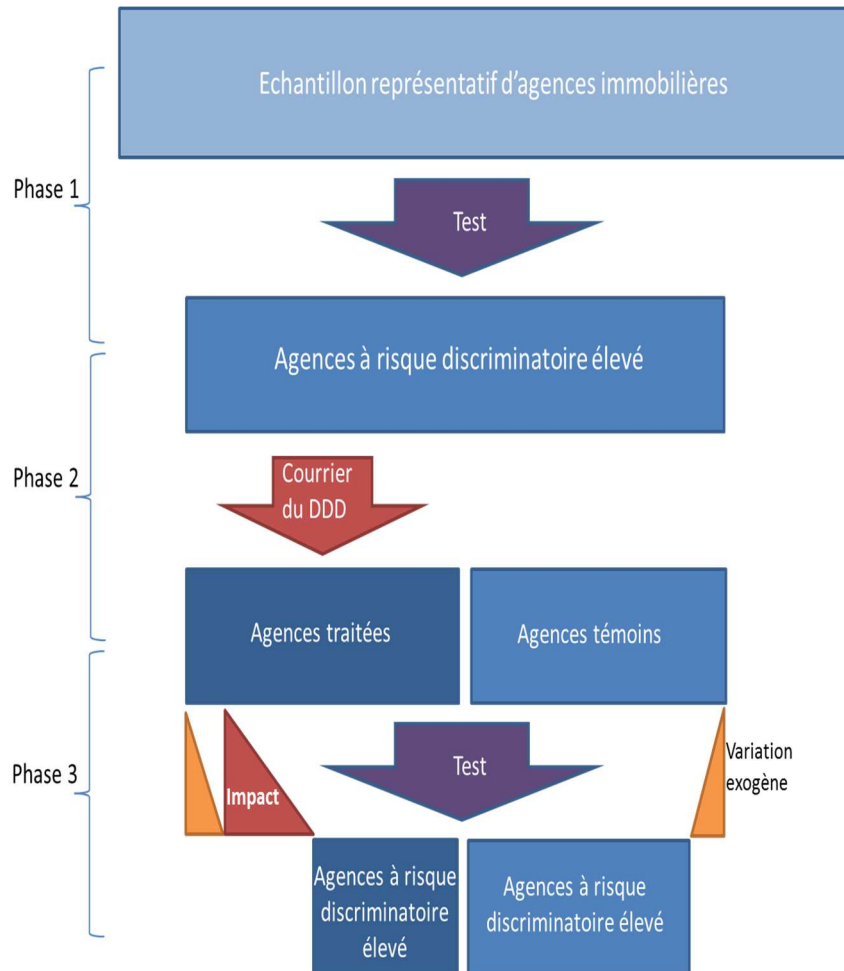 Echantillon représentatif d'agences immobilières
Phase 1
Test
Agences à risque discriminatoire élevé
Phase 2
Courrier
du DDD
Agences traitées
Agences témoins
Phase 3
Test
Variation
exogène
Impact
Agences à risque
discriminatoire
élevé
Agences à risque
discriminatoire élevé